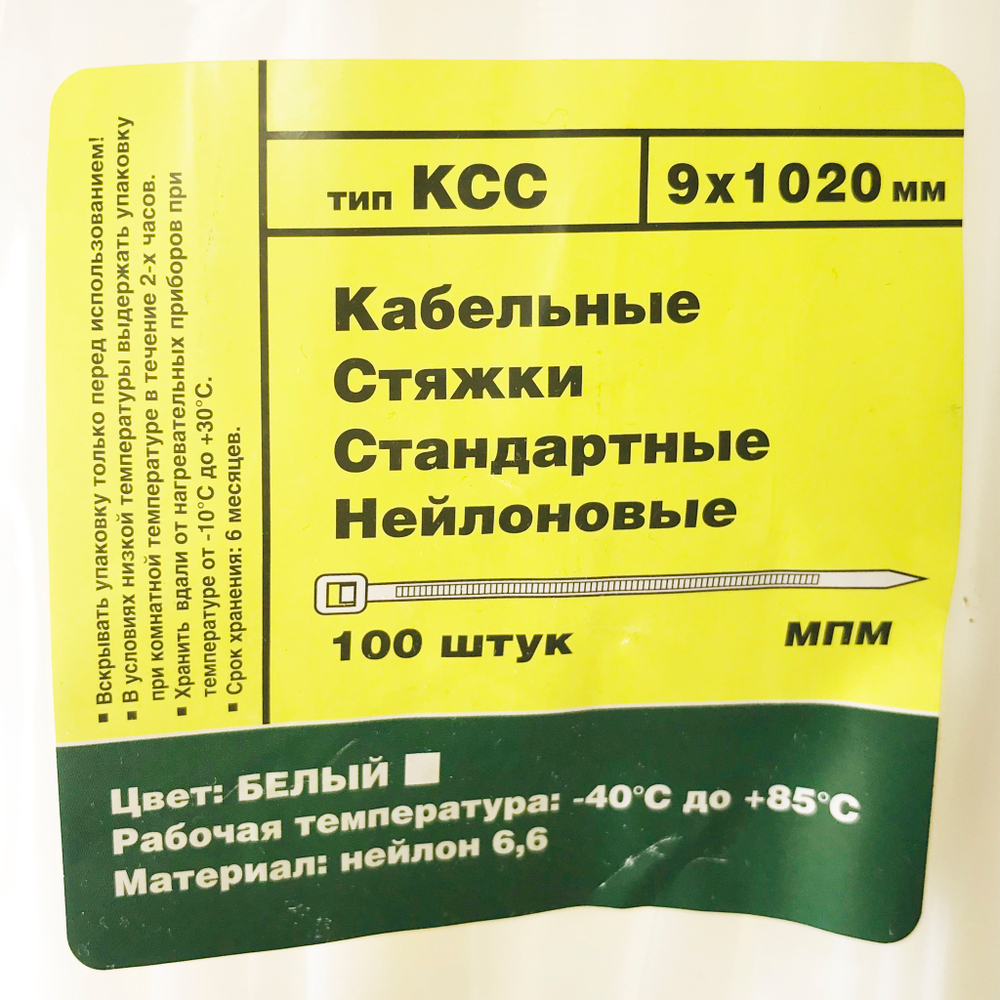 тип КСС
9х1020 мм
Кабельные
Стяжки
Стандартные
Нейлоновые
100 штук
МПМ
▪ Вскрывать упаковку только перед использованием!
▪ В условиях низкой температуры выдержать упаковку
при комнатной температуре в течение 2-х часов.
▪ Хранить вдали от нагревательных приборов при
температуре от -10°С до +30°С.
▪ Срок хранения: 6 месяцев.
Цвет: БЕЛЫЙ
Рабочая температура: -40°С до +85°С
Материал: нейлон 6,6